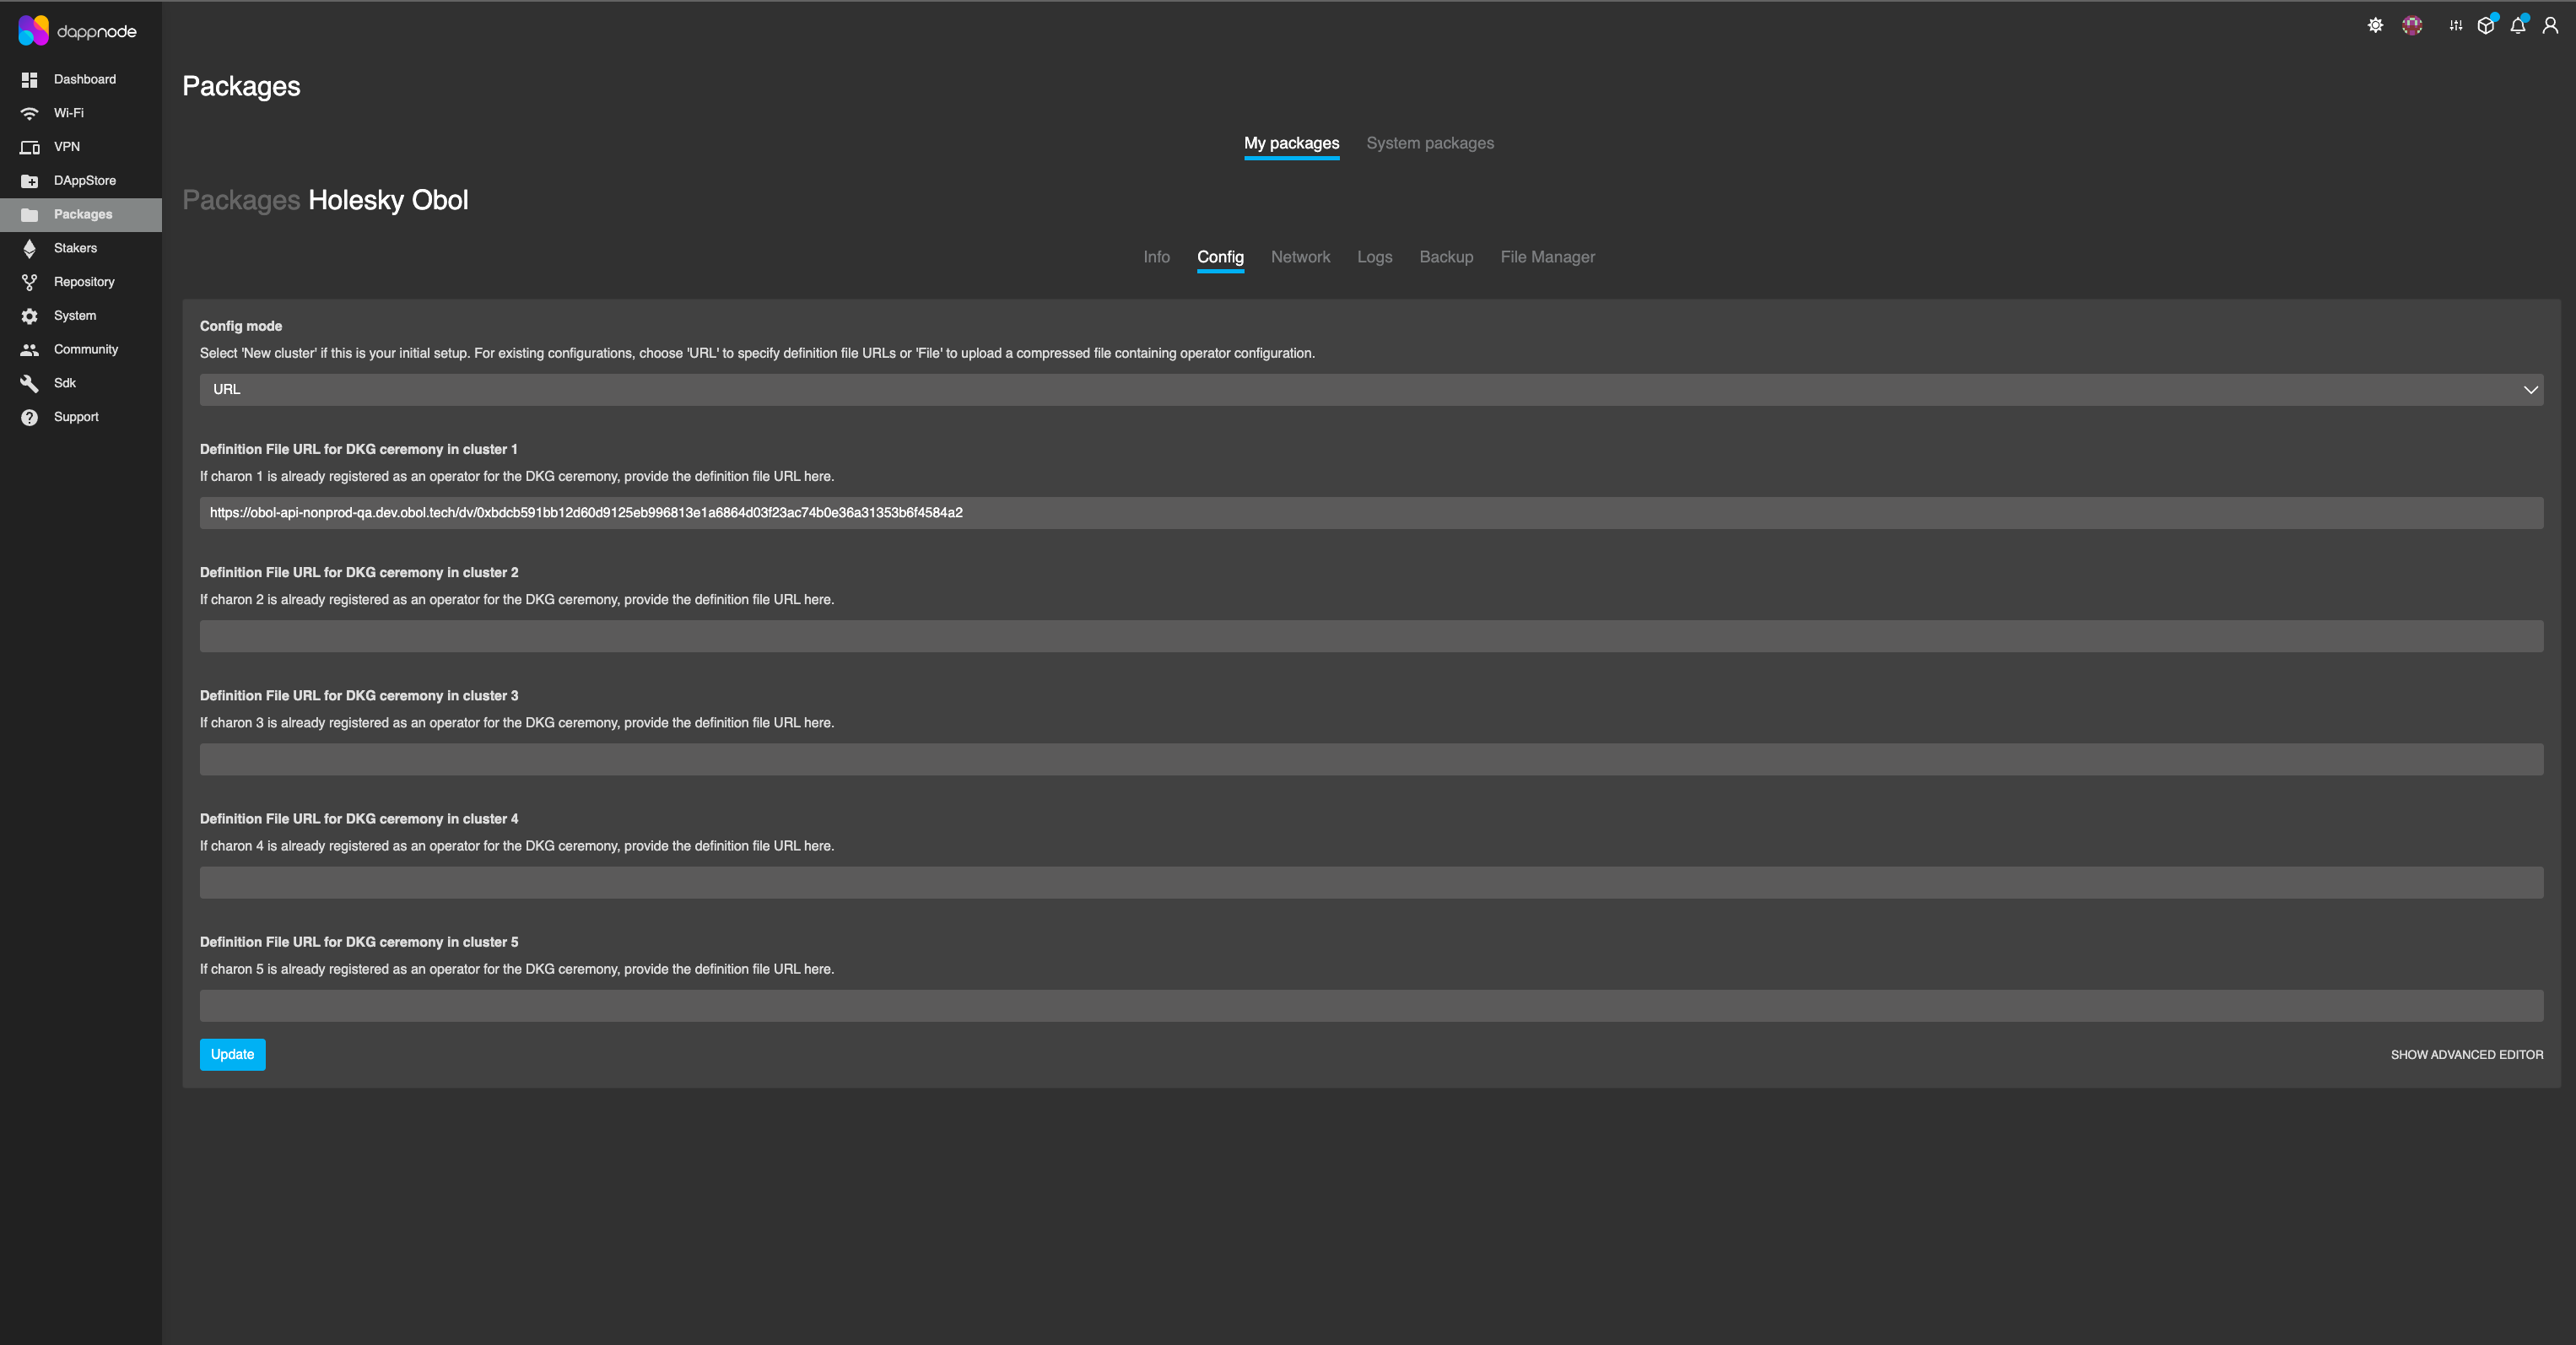 dappnode
Dashboard
Wi-Fi
VPN
DAppStore
Packages
Stakers
Repository
System
Community
Sdk
Support
Packages
My packages System packages
Packages Holesky Obol
Info Config Network Logs Backup File Manager
Config mode
Select 'New cluster' if this is your initial setup. For existing configurations, choose 'URL' to specify definition file URLs or 'File' to upload a compressed file containing operator configuration.
URL
Definition File URL for DKG ceremony in cluster 1
If charon 1 is already registered as an operator for the DKG ceremony, provide the definition file URL here.
https://obol-api-nonprod-qa.dev.obol.tech/dv/0xbdcb591bb12d60d9125eb996813e1a6864d03f23ac74b0e36a31353b6f4584a2
Definition File URL for DKG ceremony in cluster 2
If charon 2 is already registered as an operator for the DKG ceremony, provide the definition file URL here.
Definition File URL for DKG ceremony in cluster 3
If charon 3 is already registered as an operator for the DKG ceremony, provide the definition file URL here.
Definition File URL for DKG ceremony in cluster 4
If charon 4 is already registered as an operator for the DKG ceremony, provide the definition file URL here.
Definition File URL for DKG ceremony in cluster 5
If charon 5 is already registered as an operator for the DKG ceremony, provide the definition file URL here.
Update
SHOW ADVANCED EDITOR